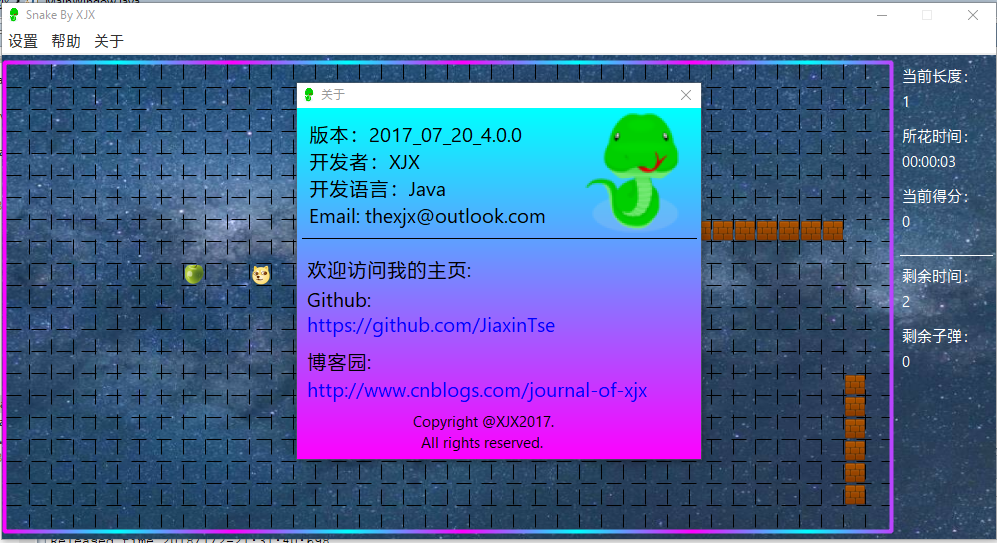 Snake By XJX
设置 帮助 关于
当前长度：
1
所花时间：
00:00:03
当前得分：
0
剩余时间：
2
剩余子弹：
0
关于
版本：2017_07_20_4.0.0
开发者：XJX
开发语言：Java
Email: thexjx@outlook.com
欢迎访问我的主页:
Github:
https://github.com/JiaxinTse
博客园:
http://www.cnblogs.com/journal-of-xjx
Copyright @XJX2017.
All rights reserved.